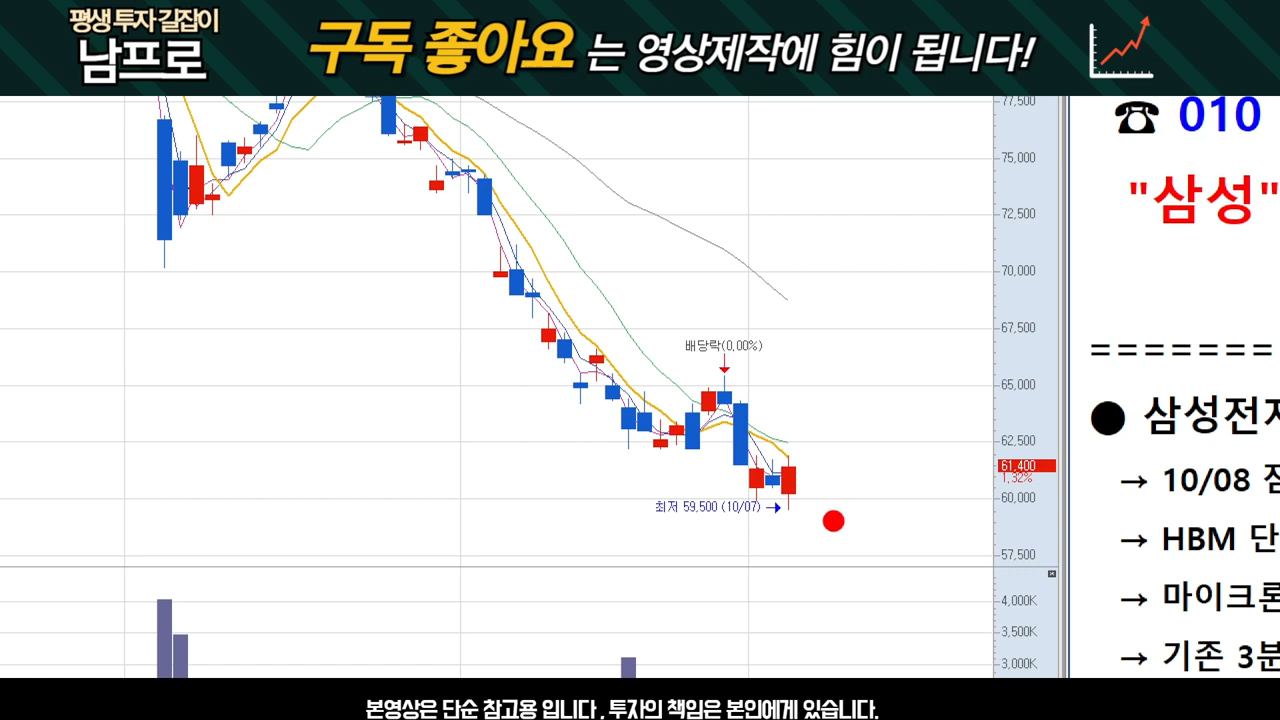 평생 투자 길잡이
남프로
구독 좋아요 는 영상제작에 힘이 됩니다!
77,500
75,000
72,500
70,000
67,500
65,000
62,500
61,400
1,32%
60,000
57,500
4,000K
3,500K
3,000K
배당락(0,00%)
최저 59,500 (10/07)
☎ 010
"삼성"
=======
● 삼성전
→ 10/08
→ HBM 단
→ 마이크론
→ 기존 3분
본영상은 단순 참고용 입니다 , 투자의 책임은 본인에게 있습니다.